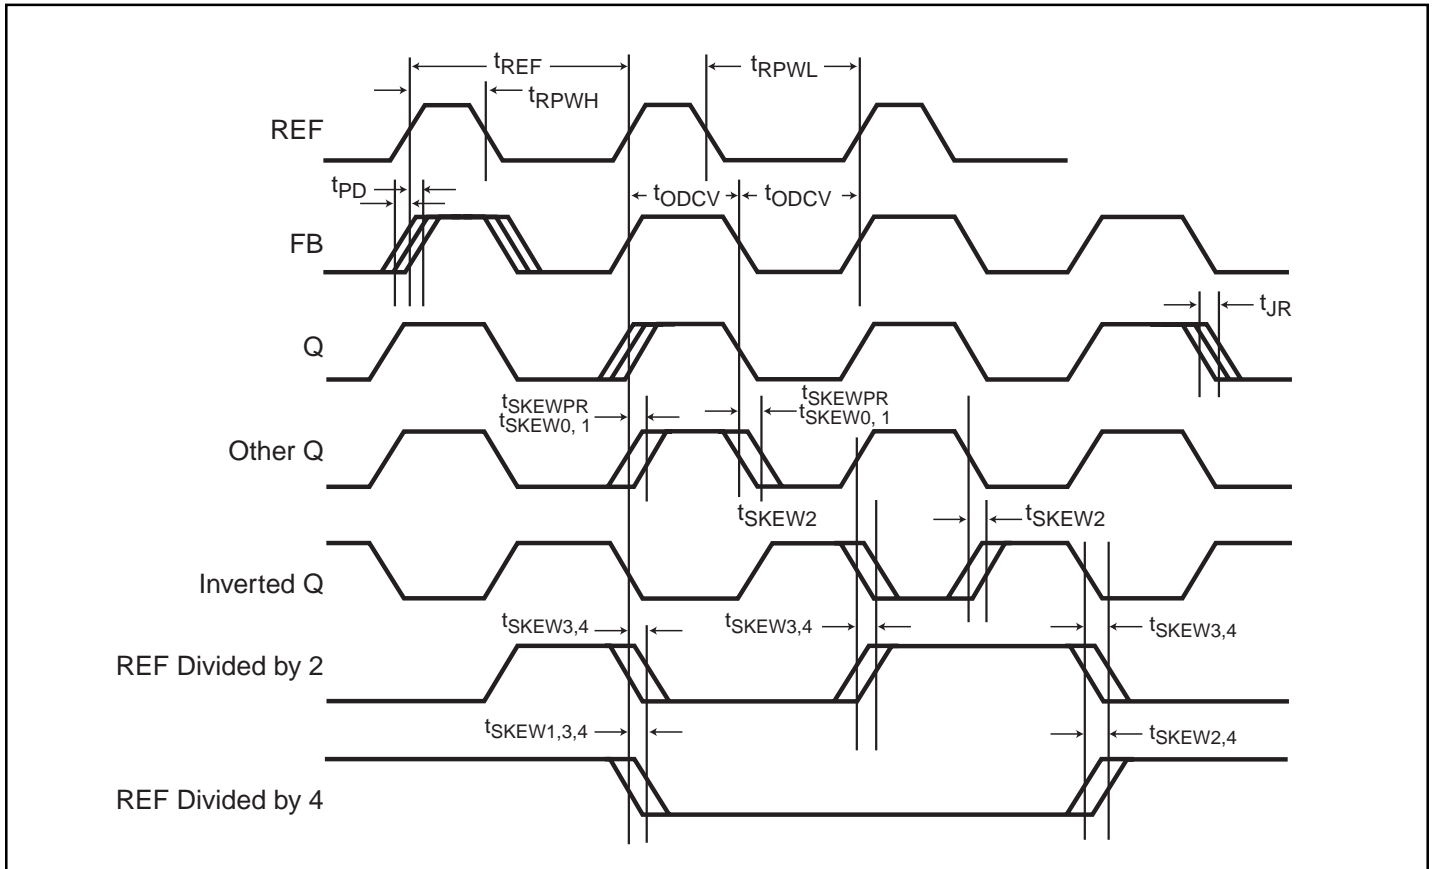 tREF
tRPWL
tRPWH
REF
tPD
tODCV
tODCV
FB
tJR
Q
tSKEWPR
tSKEW0, 1
tSKEWPR
tSKEW0, 1
Other Q
tSKEW2
tSKEW2
Inverted Q
tSKEW3,4
tSKEW3,4
tSKEW3,4
REF Divided by 2
tSKEW1,3,4
tSKEW2,4
REF Divided by 4